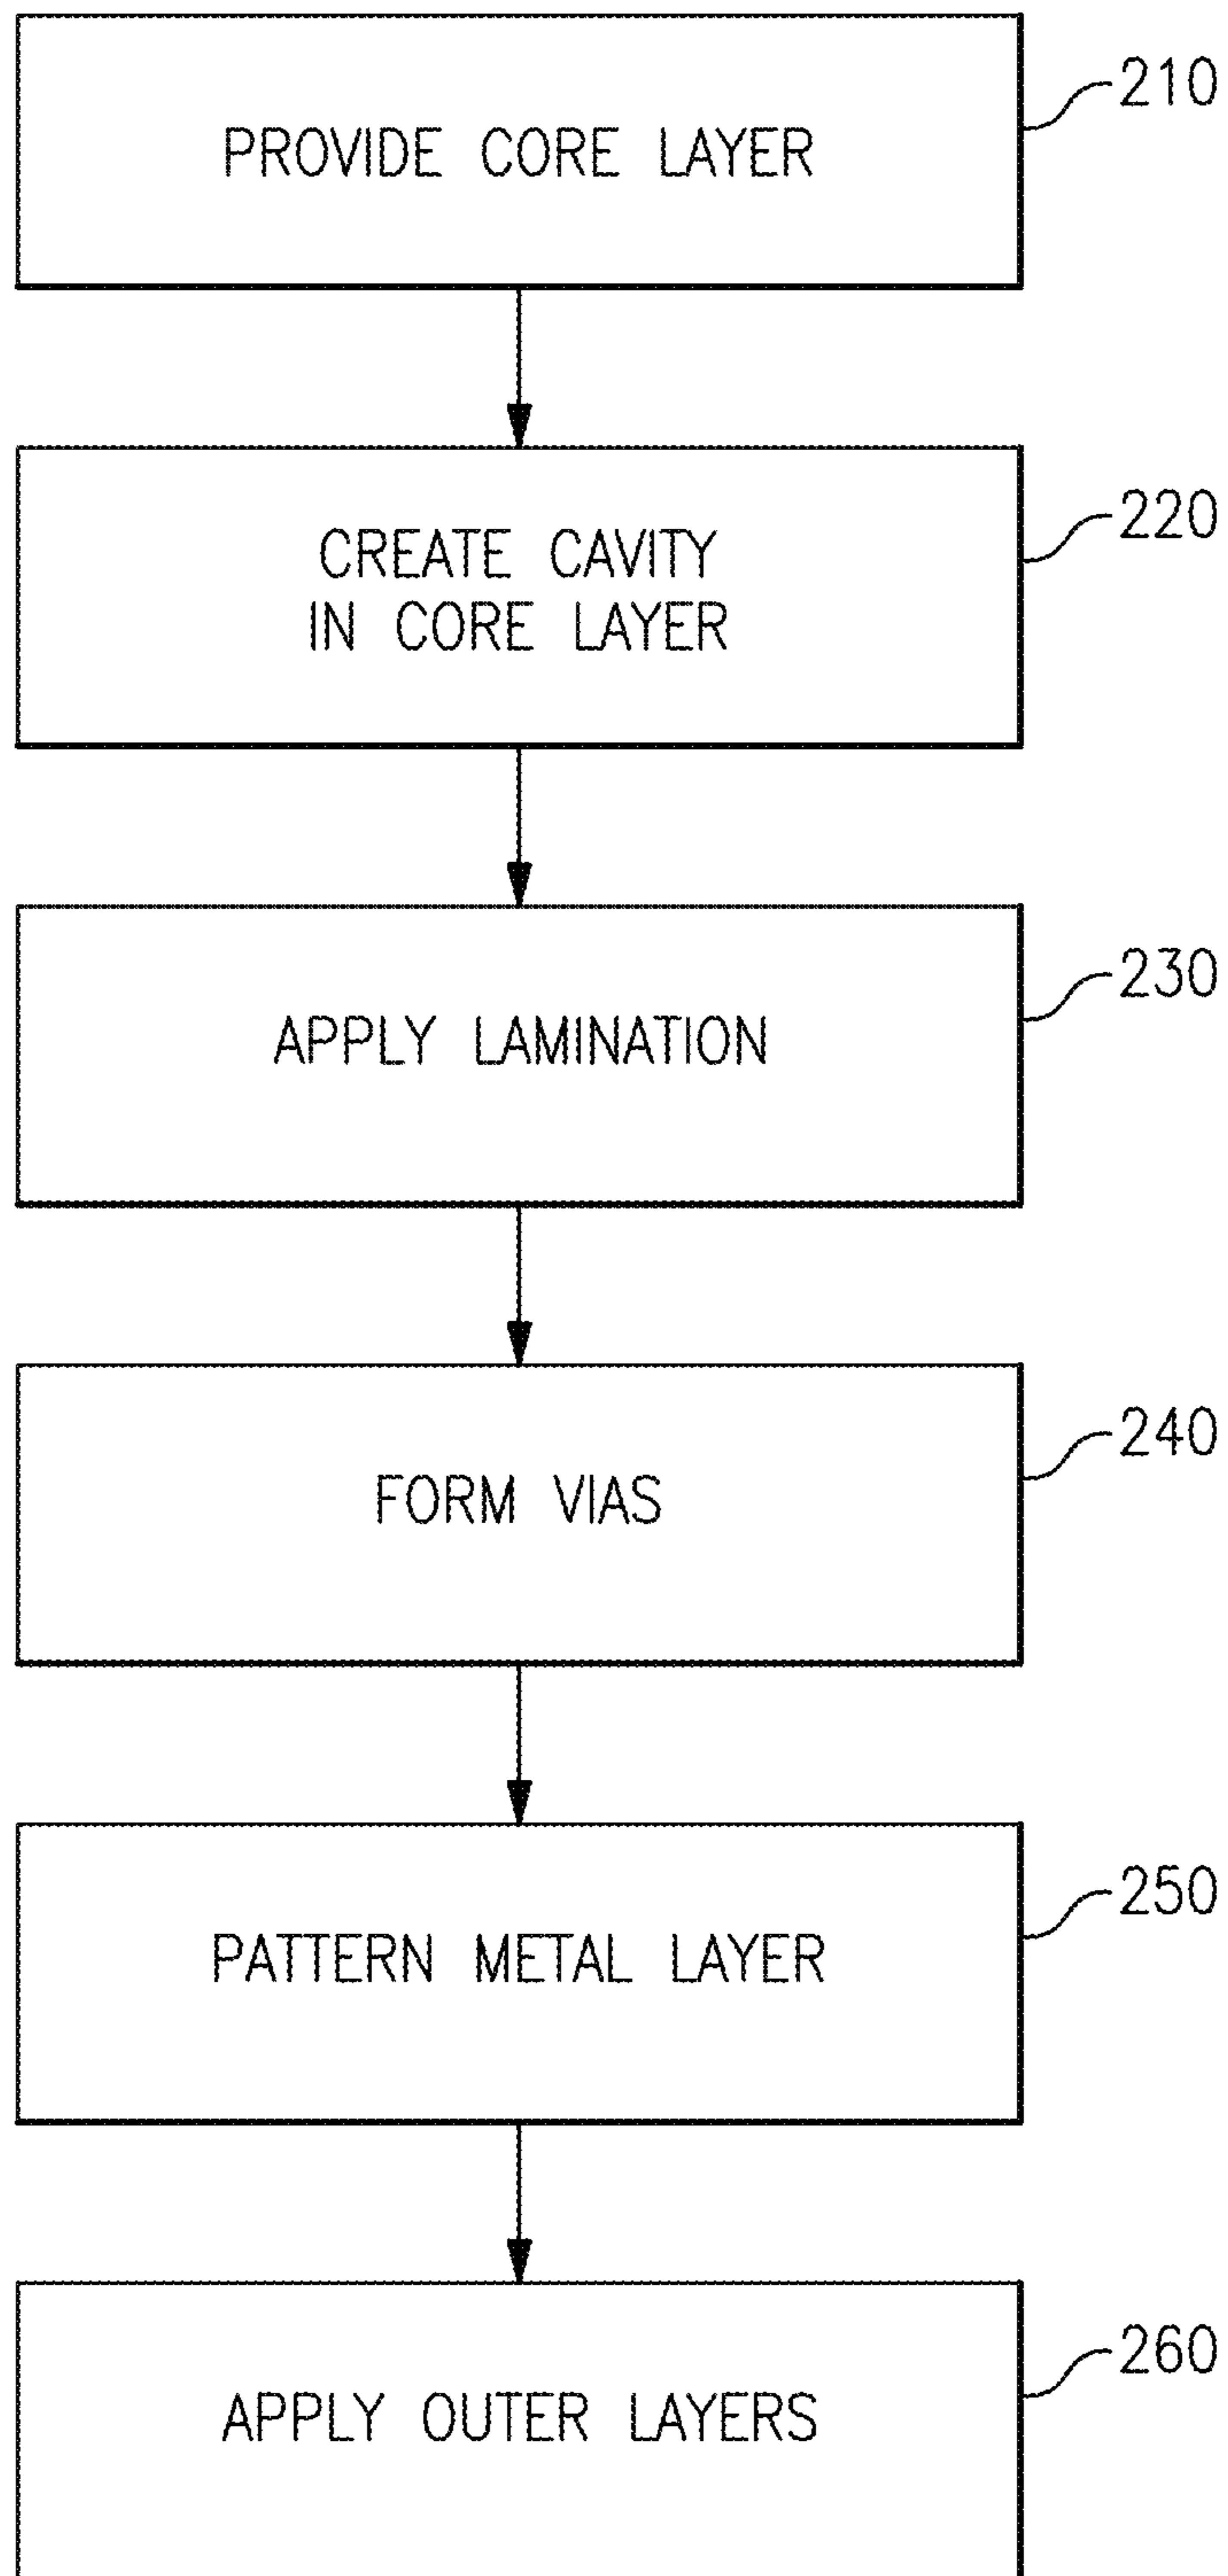 PROVIDE CORE LAYER
210
CREATE CAVITY
IN CORE LAYER
220
APPLY LAMINATION
230
FORM VIAS
240
PATTERN METAL LAYER
250
APPLY OUTER LAYERS
260